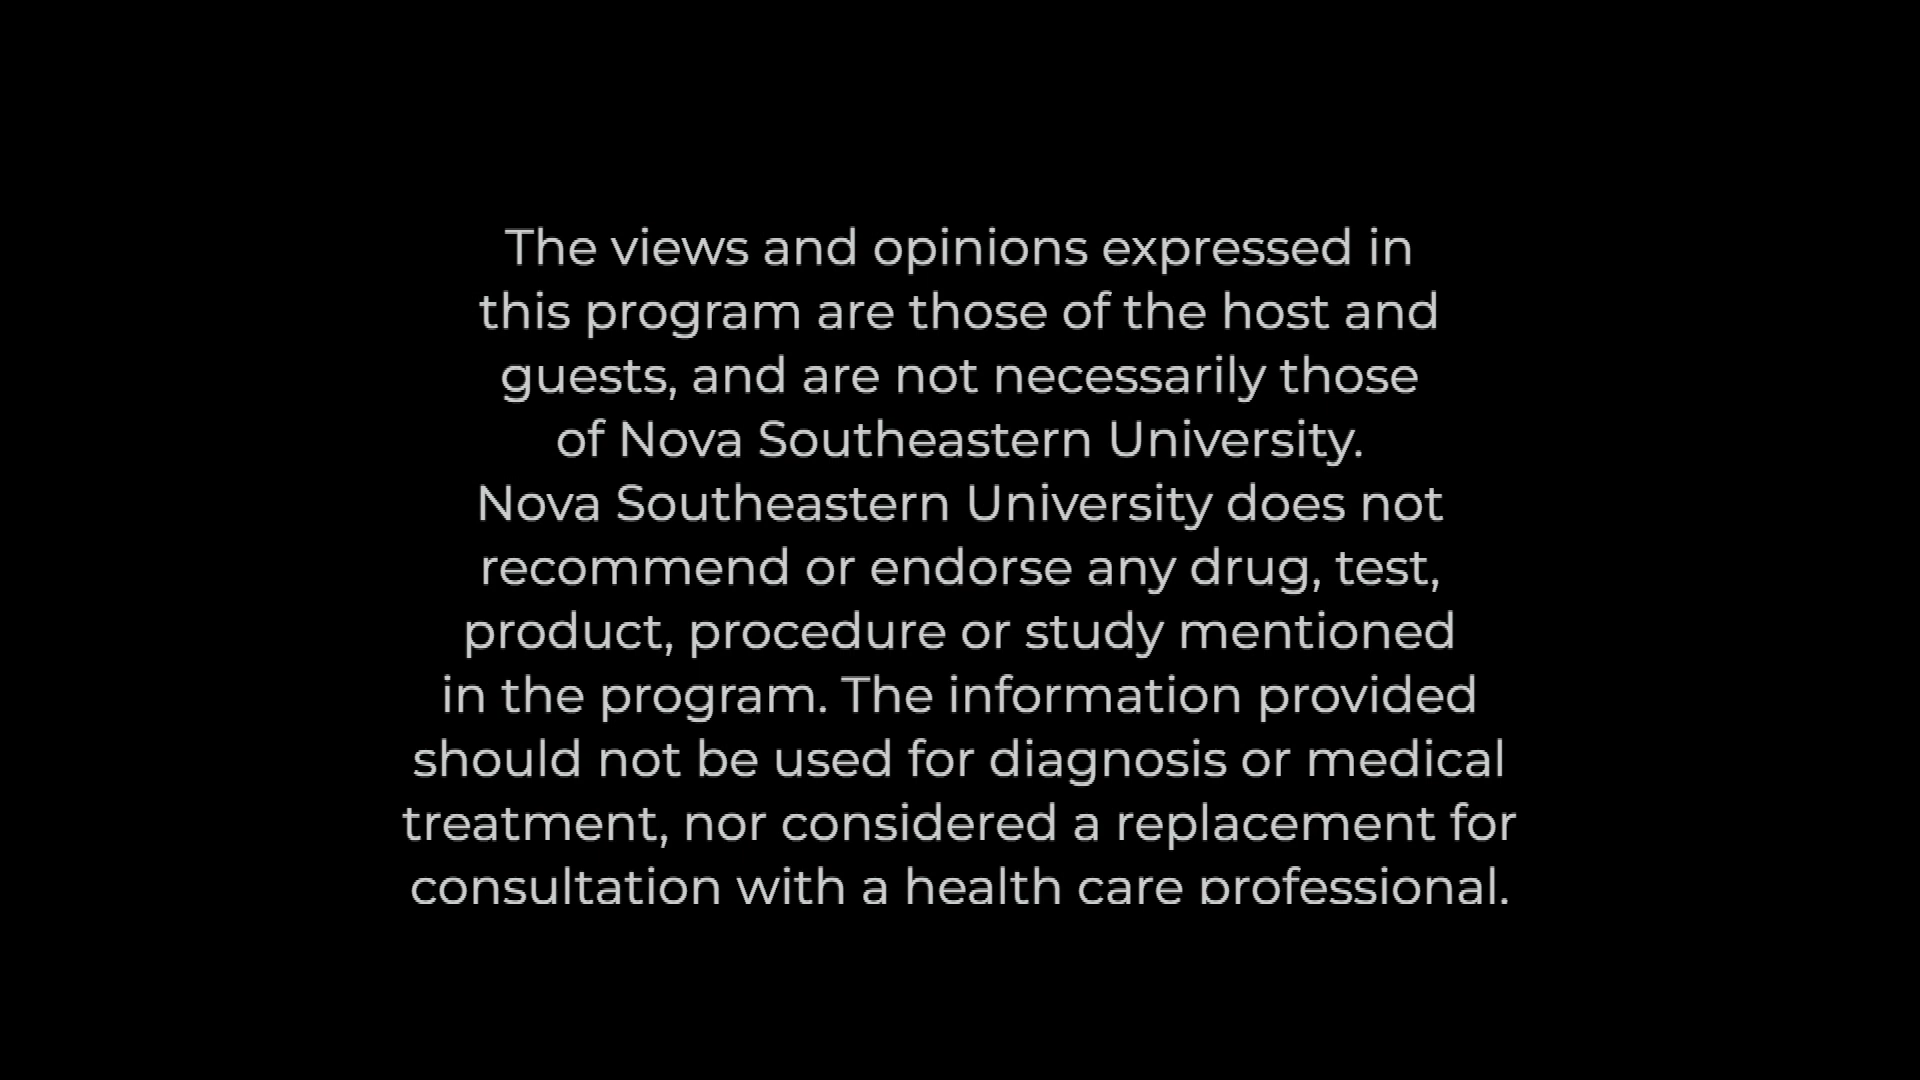 The views and opinions expressed in
this program are those of the host and
guests, and are not necessarily those
of Nova Southeastern University.
Nova Southeastern University does not
recommend or endorse any drug, test,
product, procedure or study mentioned
in the program. The information provided
should not be used for diagnosis or medical
treatment, nor considered a replacement for
consultation with a health care professional.